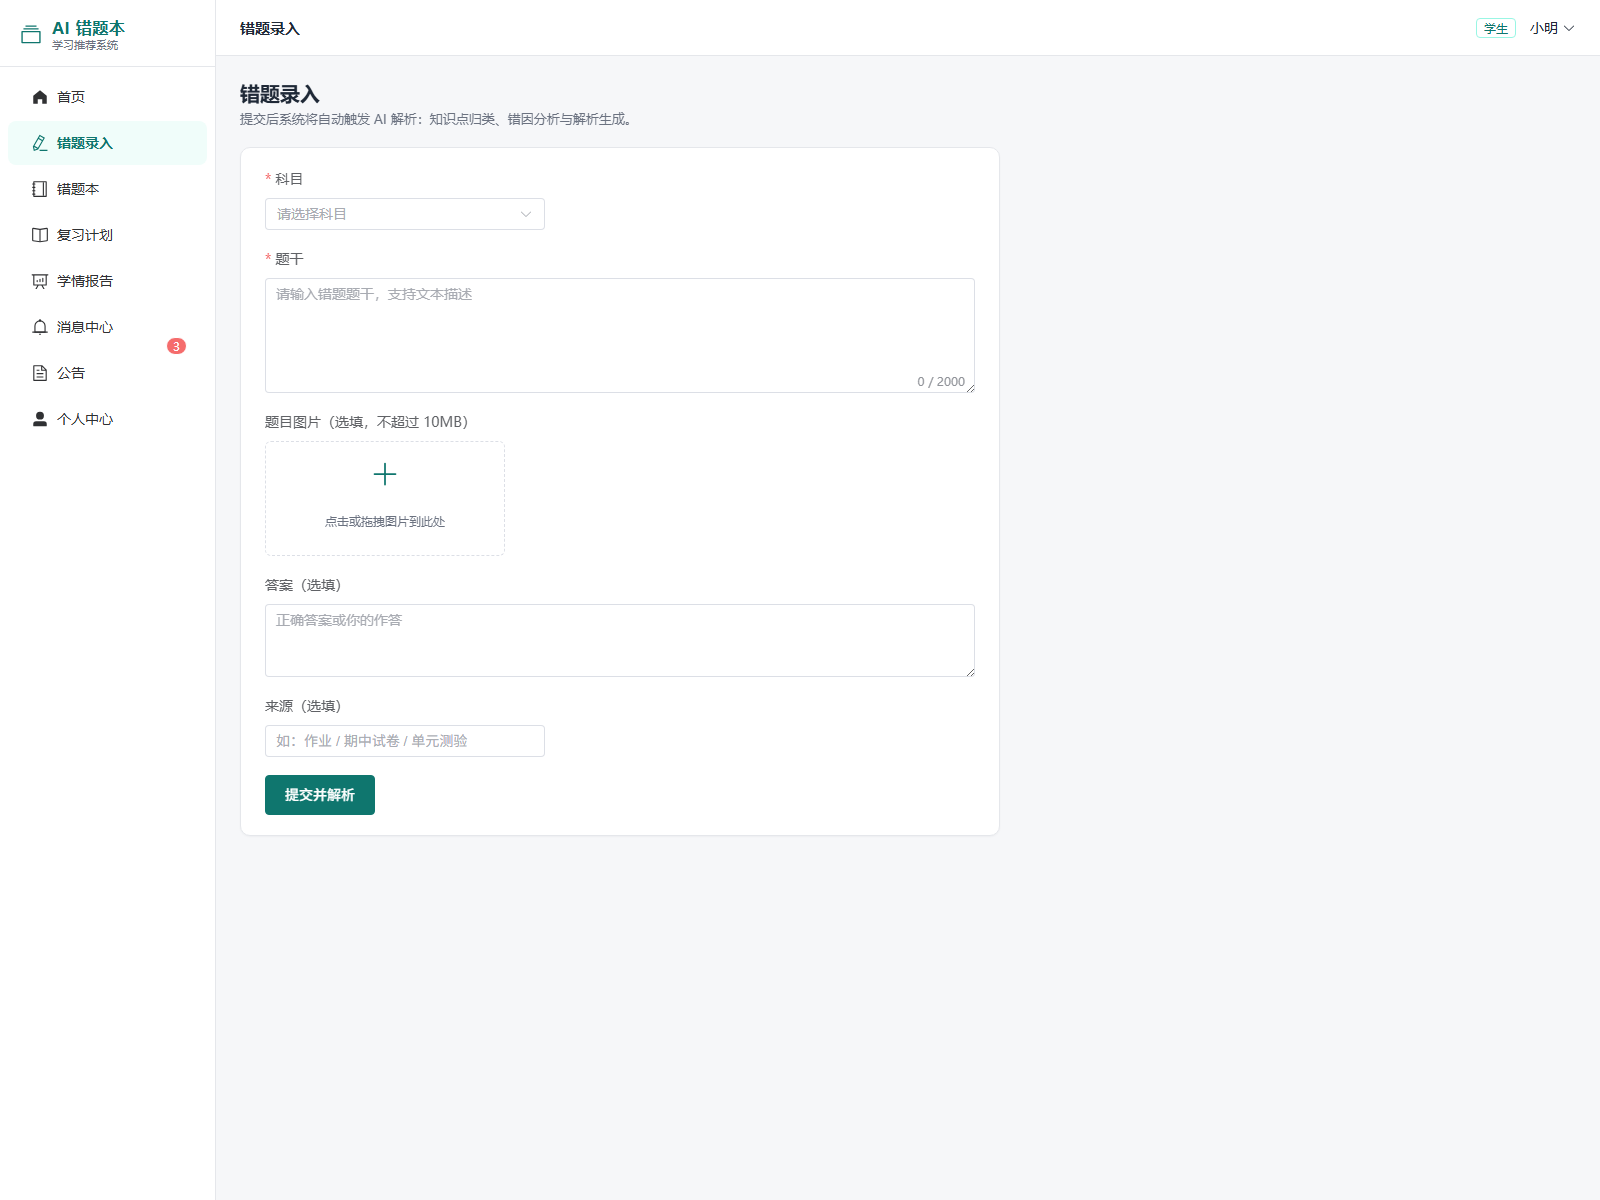 AI 错题本
学习推荐系统
首页
错题录入
错题本
复习计划
学情报告
消息中心
3
公告
个人中心
错题录入
学生
小明
错题录入
提交后系统将自动触发 AI 解析：知识点归类、错因分析与解析生成。
* 科目
请选择科目
* 题干
请输入错题题干，支持文本描述
0 / 2000
题目图片（选填，不超过 10MB）
点击或拖拽图片到此处
答案（选填）
正确答案或你的作答
来源（选填）
如：作业 / 期中试卷 / 单元测验
提交并解析